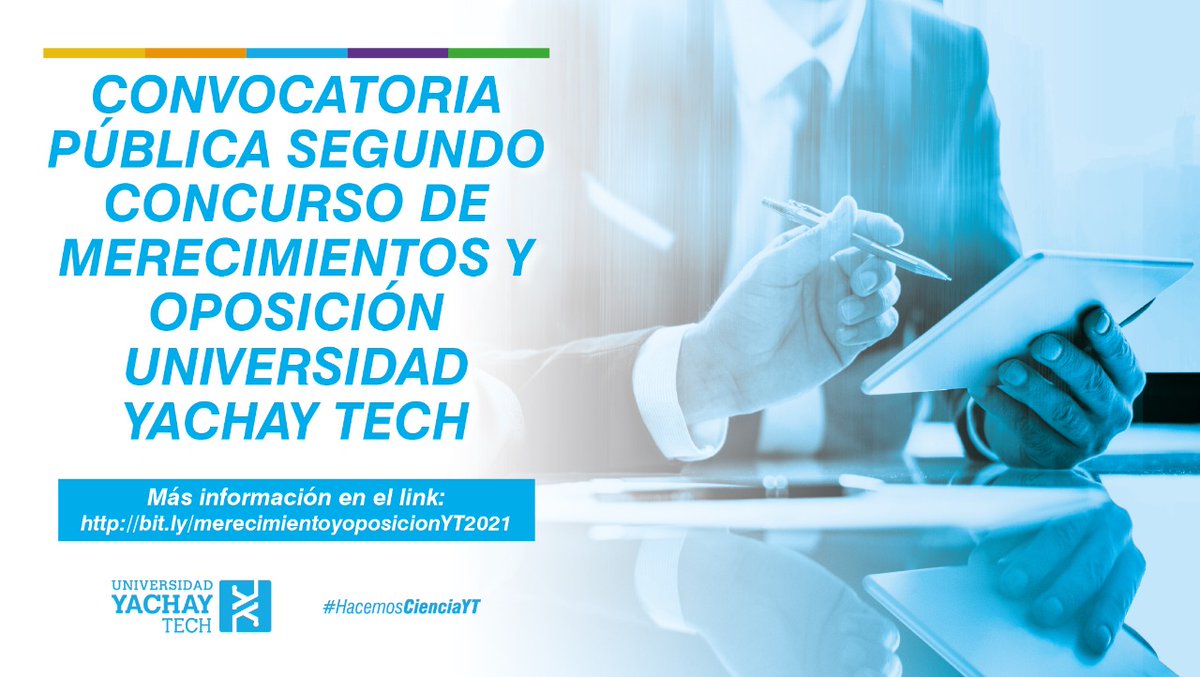 CONVOCATORIA
PÚBLICA SEGUNDO
CONCURSO DE
MERECIMIENTOS Y
OPOSICIÓN
UNIVERSIDAD
YACHAY TECH
Más información en el link:
http://bit.ly/merecimientoyoposicionYT2021
UNIVERSIDAD
YACHAY
TECH
#HacemosCienciaYT